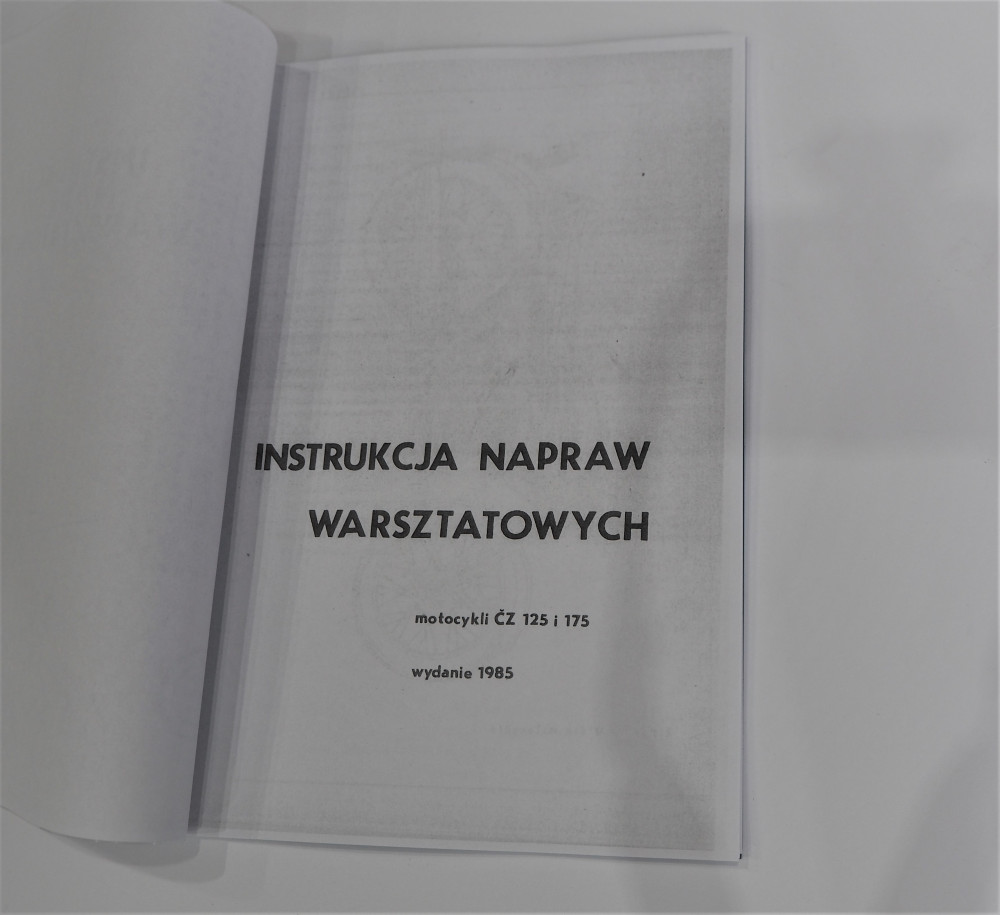 INSTRUKCJA NAPRAW
WARSZTATOWYCH
motocykli ČZ 125 i 175
wydanie 1985